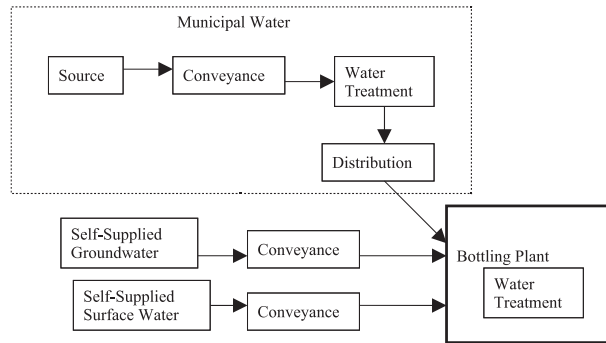 Municipal Water
Source
Conveyance
Water
Treatment
Distribution
Self-Supplied
Groundwater
Conveyance
Self-Supplied
Surface Water
Conveyance
Bottling Plant
Water
Treatment